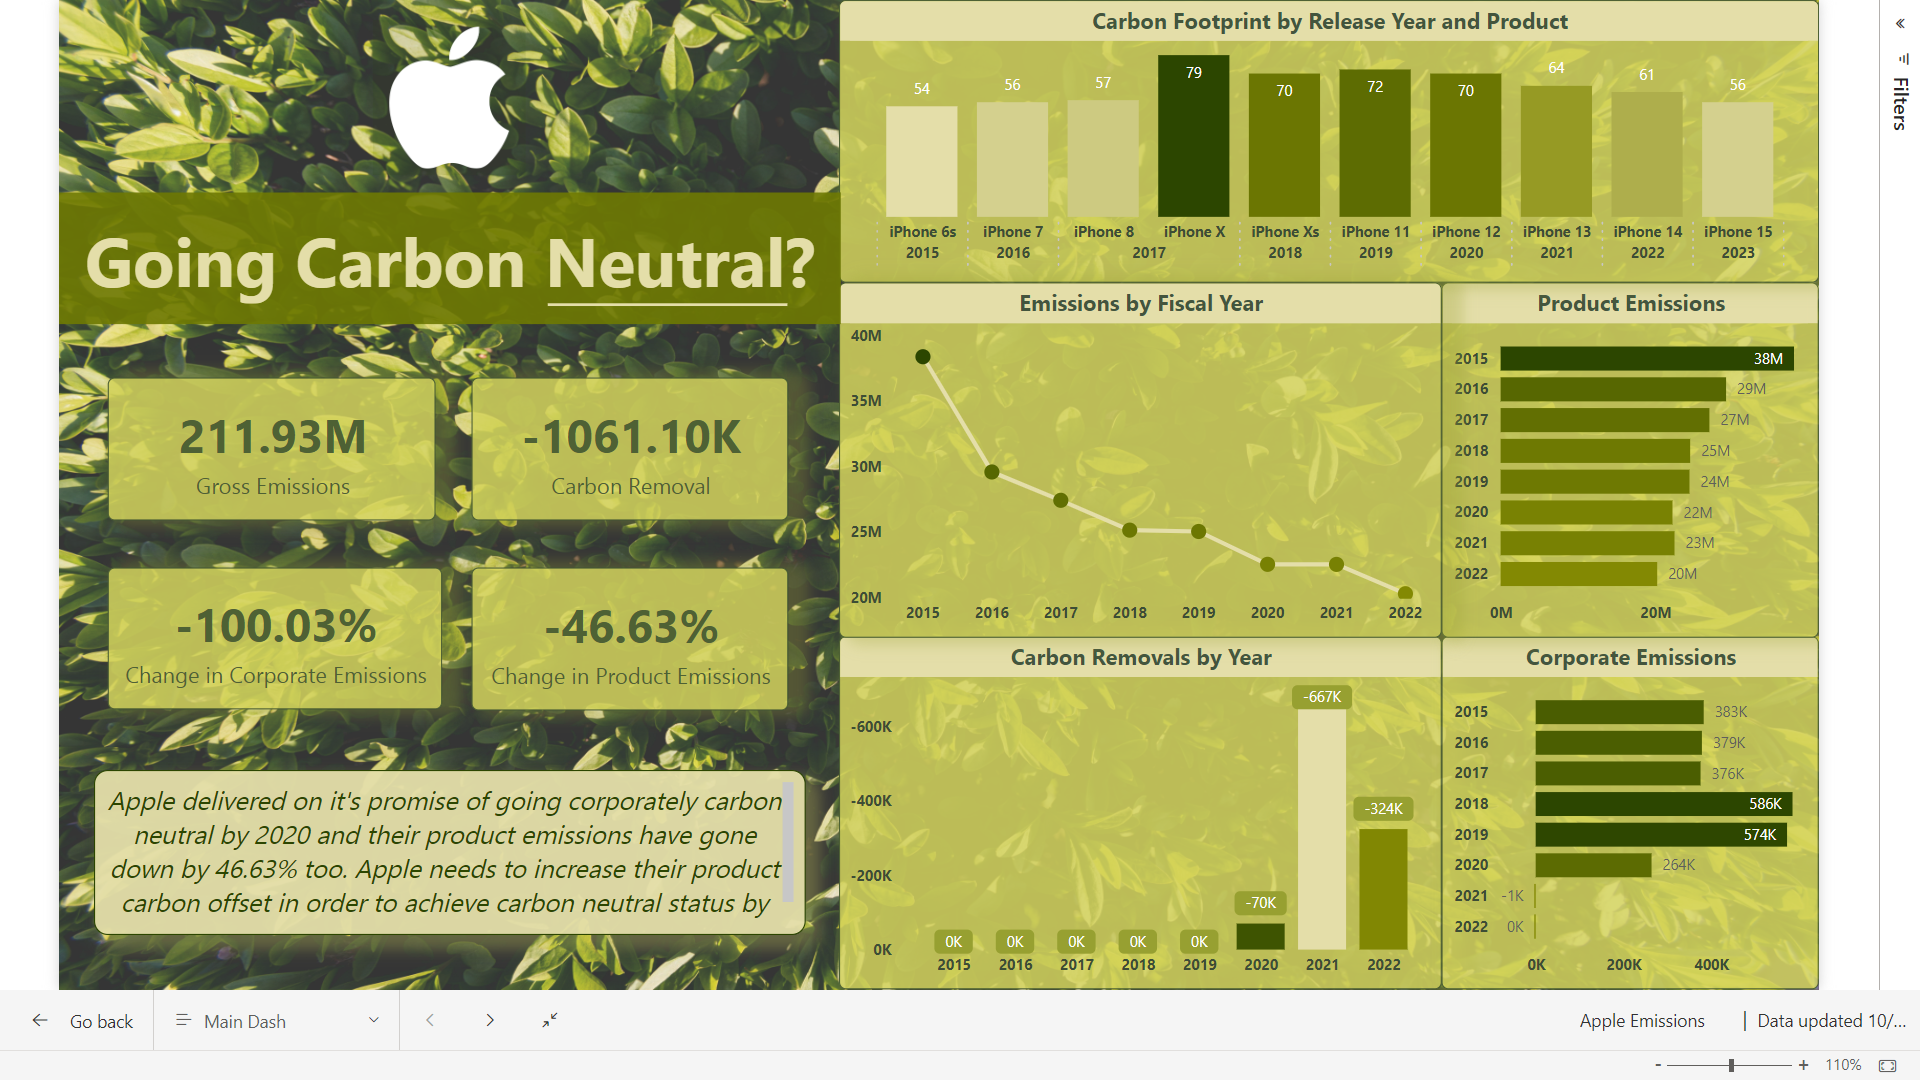 Going Carbon Neutral?
211.93M
Gross Emissions
-1061.10K
Carbon Removal
-100.03%
Change in Corporate Emissions
-46.63%
Change in Product Emissions
Apple delivered on it's promise of going corporately carbon
neutral by 2020 and their product emissions have gone
down by 46.63% too. Apple needs to increase their product
carbon offset in order to achieve carbon neutral status by
Carbon Footprint by Release Year and Product
54 56 57 79 70 72 70 64 61 56
iPhone 6s iPhone 7 iPhone 8 iPhone X iPhone Xs iPhone 11 iPhone 12 iPhone 13 iPhone 14 iPhone 15
2015 2016 2017 2018 2019 2020 2021 2022 2023
Emissions by Fiscal Year
40M
35M
30M
25M
20M
2015 2016 2017 2018 2019 2020 2021 2022
Product Emissions
2015 38M
2016 29M
2017 27M
2018 25M
2019 24M
2020 22M
2021 23M
2022 20M
0M 20M
Carbon Removals by Year
-600K
-400K
-200K
0K
0K 0K 0K 0K 0K -70K -667K -324K
2015 2016 2017 2018 2019 2020 2021 2022
Corporate Emissions
2015 383K
2016 379K
2017 376K
2018 586K
2019 574K
2020 264K
2021 -1K
2022 0K
0K 200K 400K
Filters
Go back
Main Dash
Apple Emissions | Data updated 10/...
- + 110%